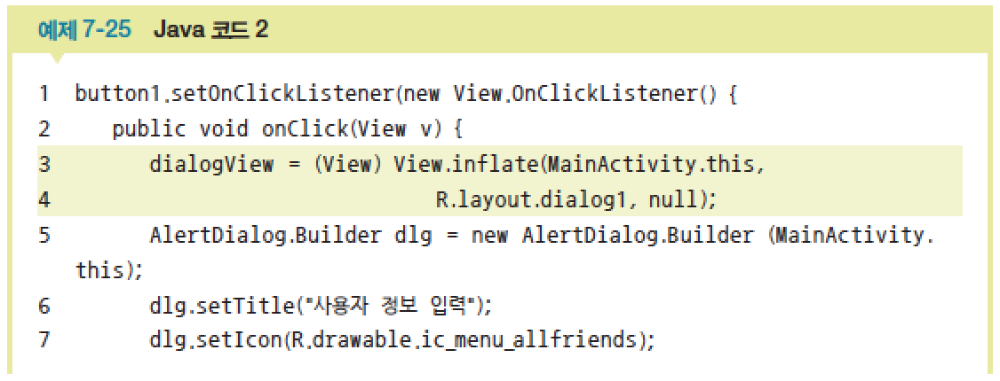 예제 7-25 Java 코드 2
1 button1.setOnClickListener(new View.OnClickListener() {
2 public void onClick(View v) {
3 dialogView = (View) View.inflate(MainActivity.this,
4 R.layout.dialog1, null);
5 AlertDialog.Builder dlg = new AlertDialog.Builder (MainActivity.
this);
6 dlg.setTitle("사용자 정보 입력");
7 dlg.setIcon(R.drawable.ic_menu_allfriends);